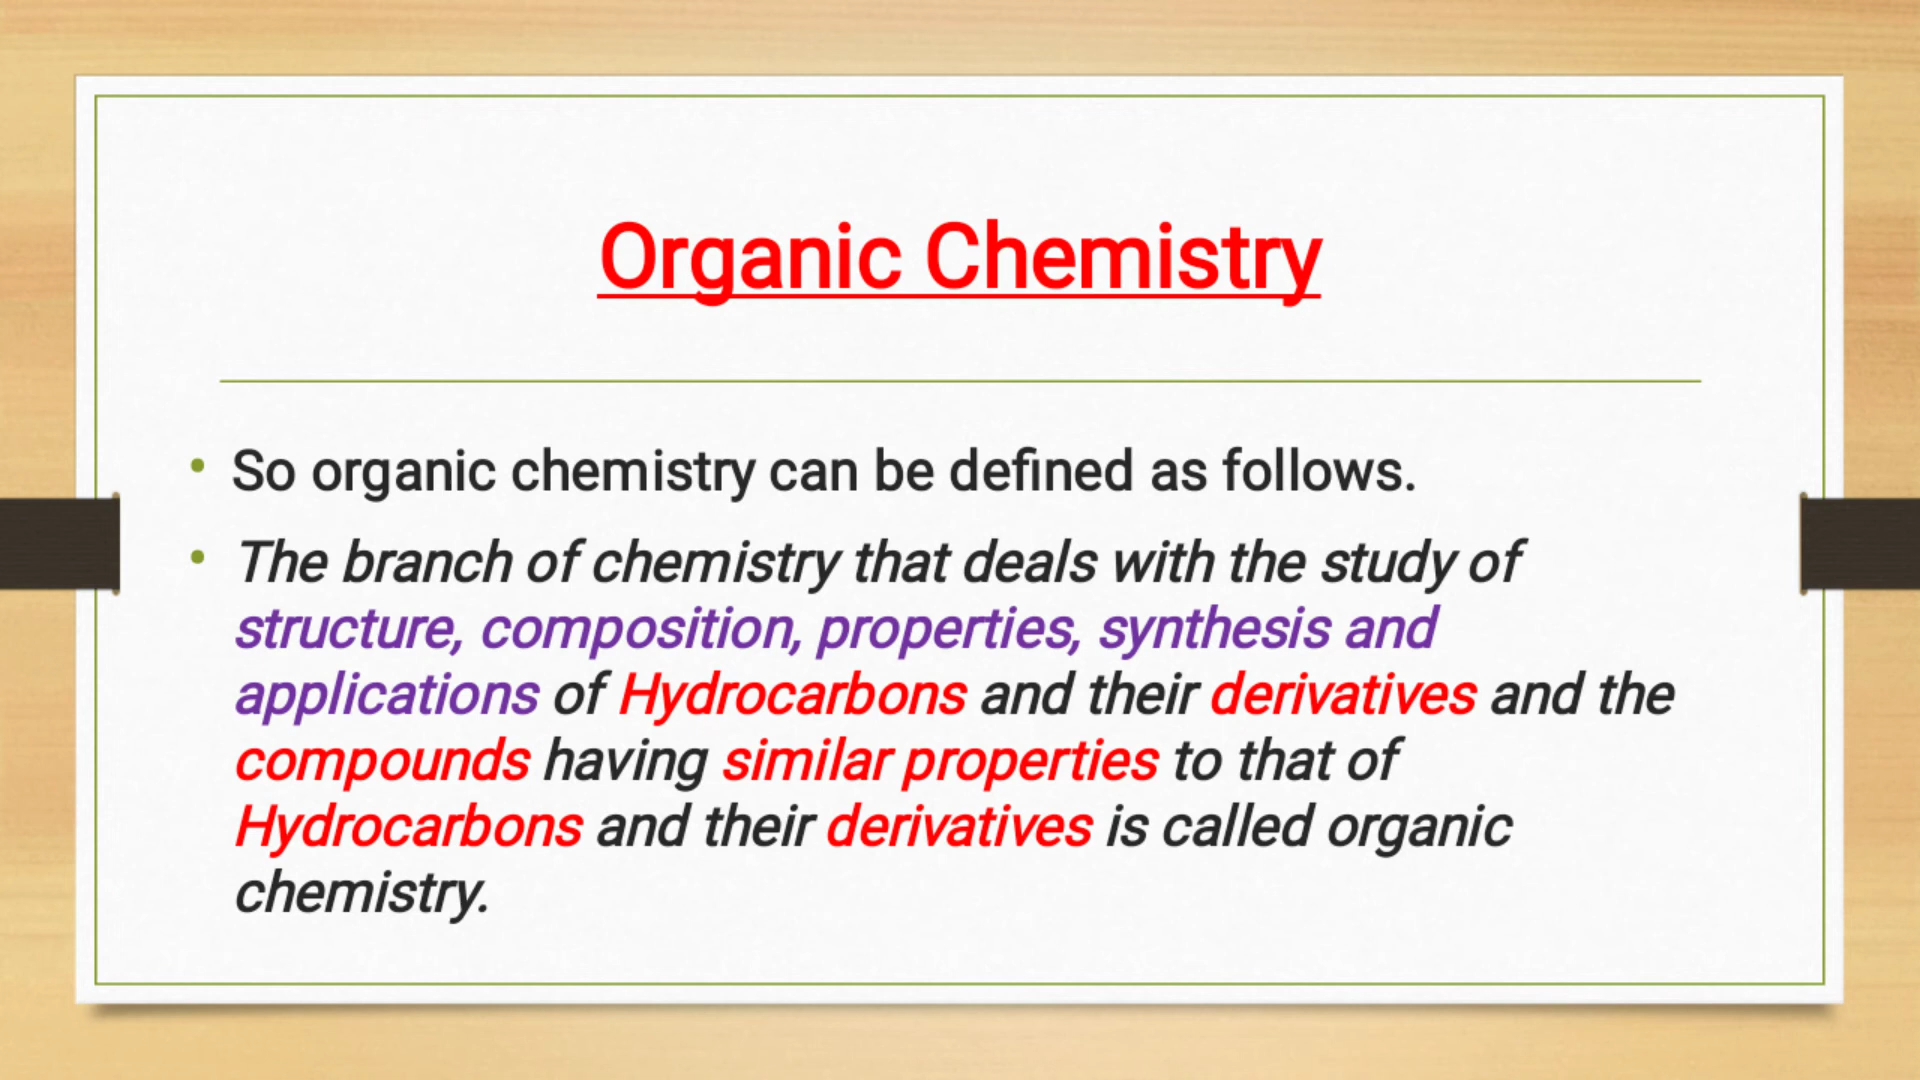 Organic Chemistry
• So organic chemistry can be defined as follows.
• The branch of chemistry that deals with the study of
structure, composition, properties, synthesis and
applications of Hydrocarbons and their derivatives and the
compounds having similar properties to that of
Hydrocarbons and their derivatives is called organic
chemistry.